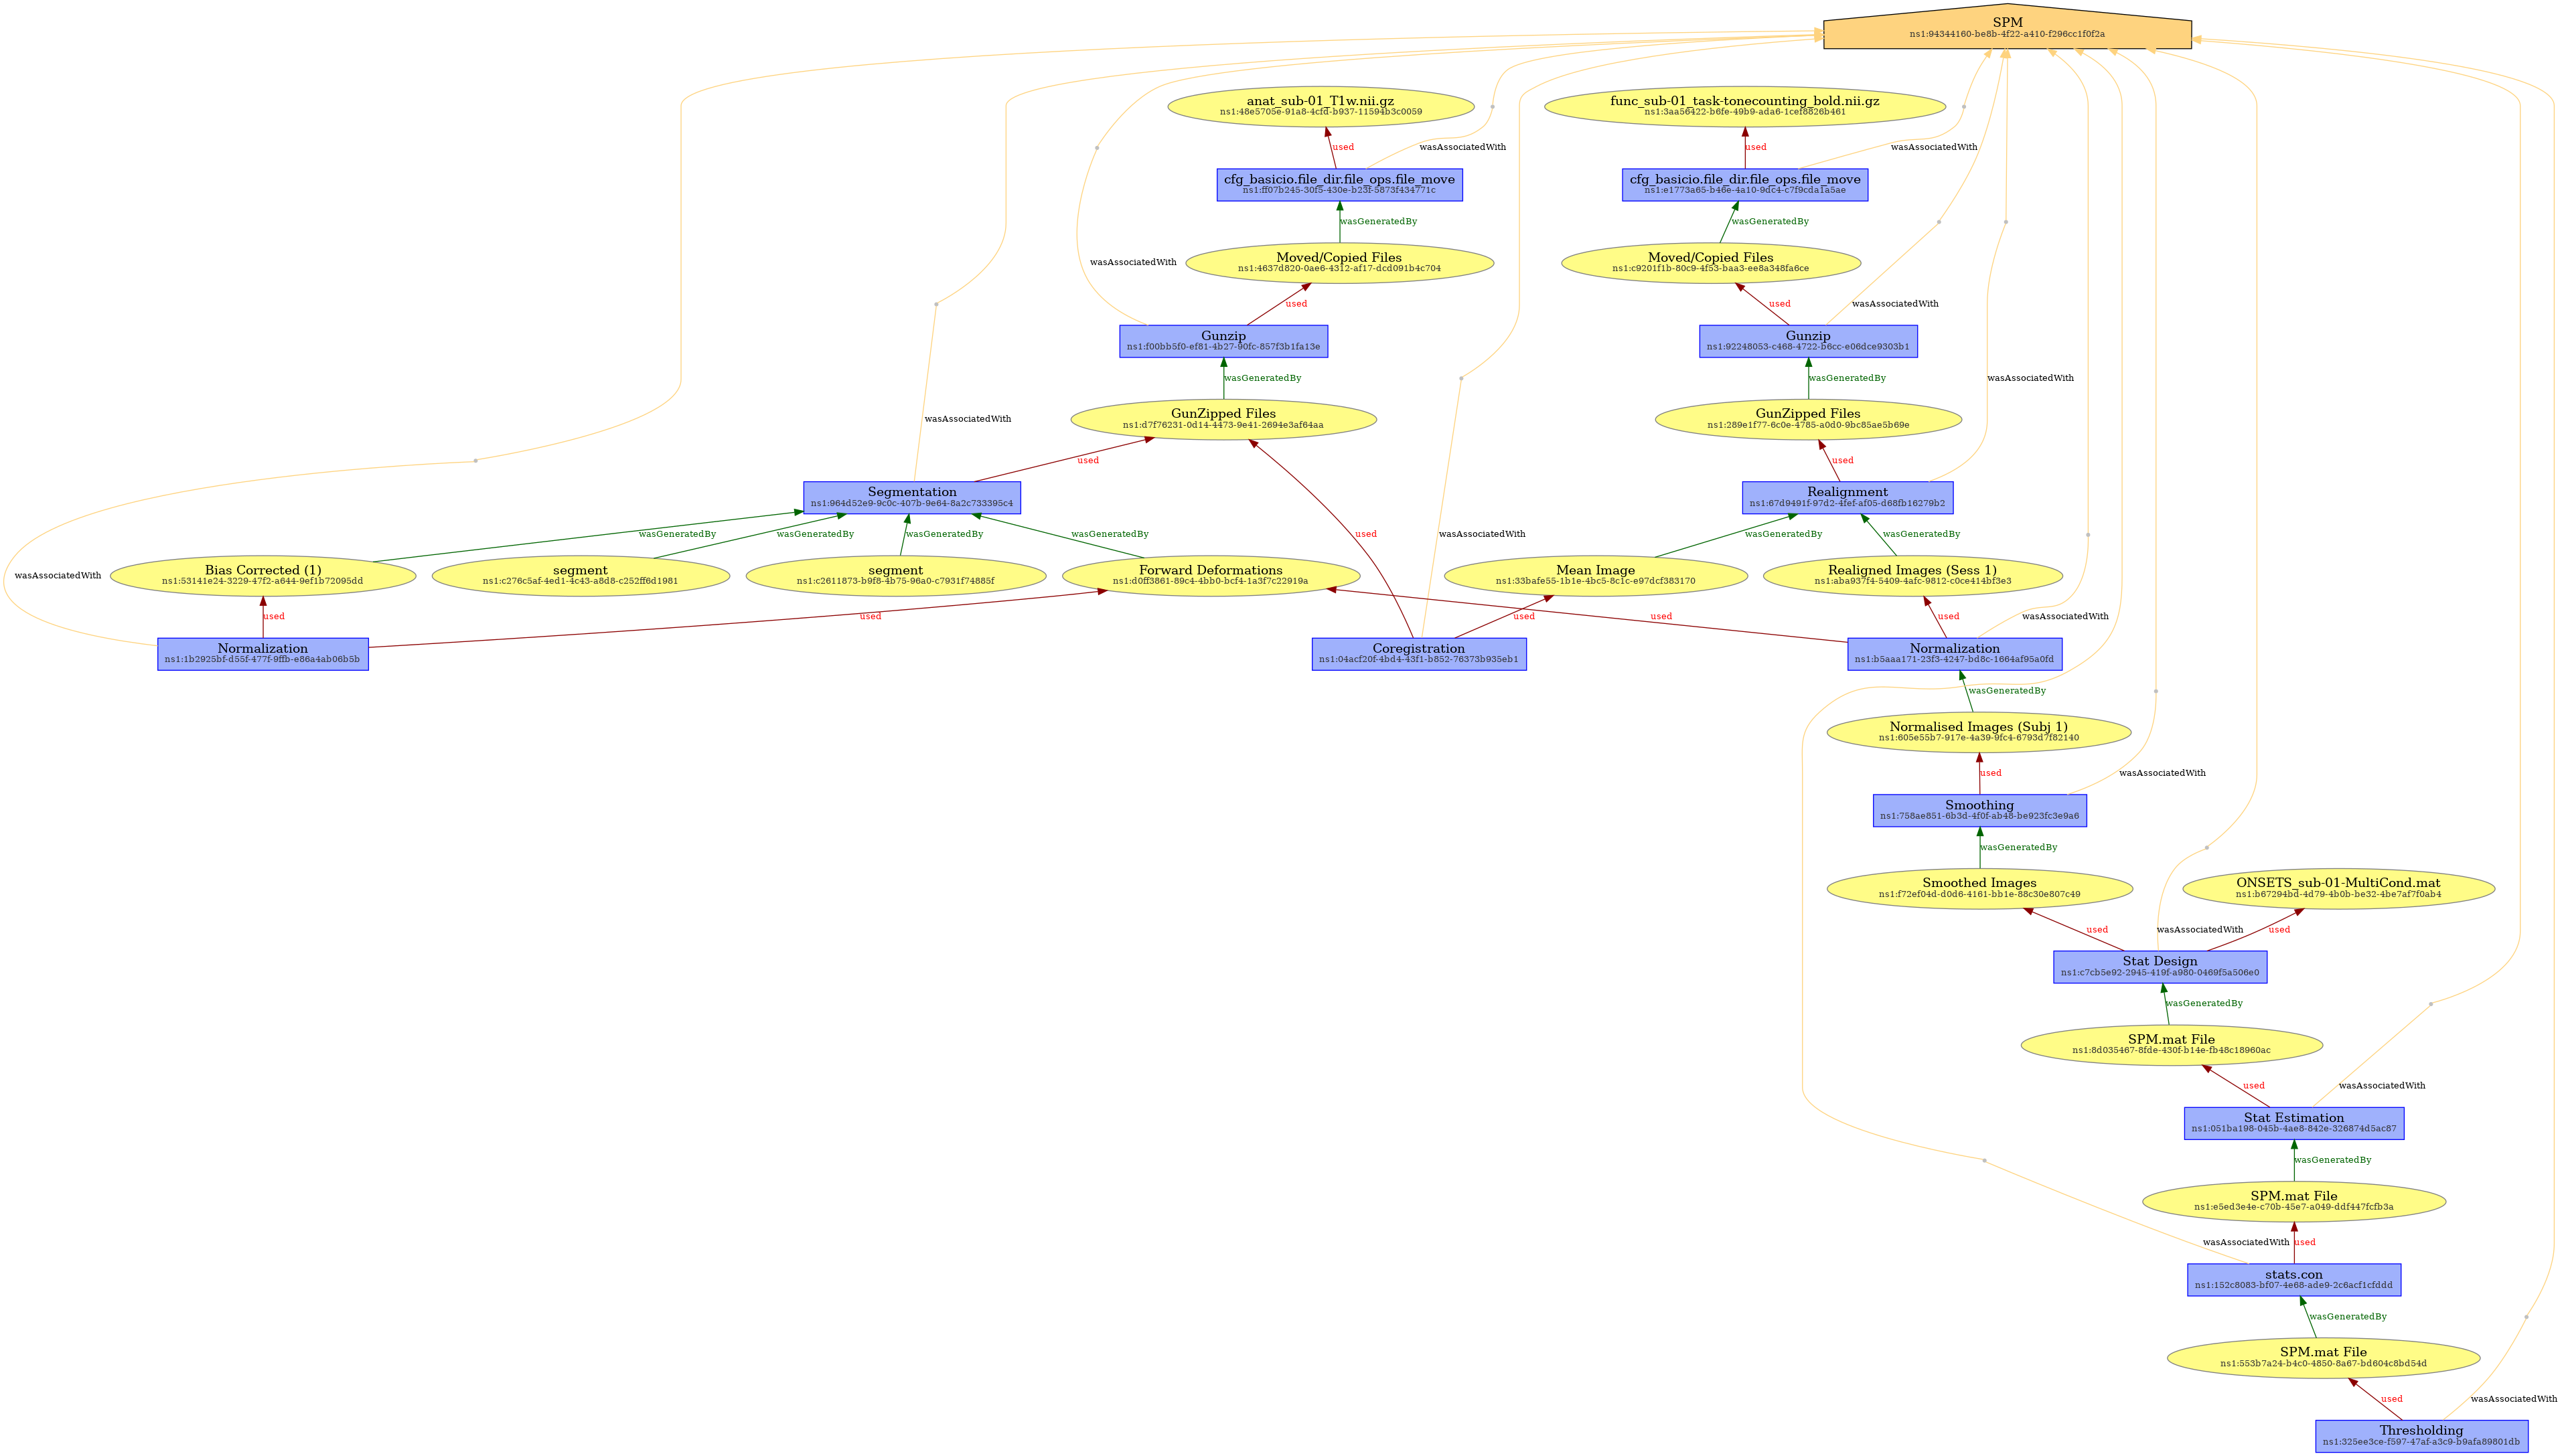 SPM
ns1:94344160-be8b-4f22-a410-f296cc1f0f2a
anat_sub-01_T1w.nii.gz
ns1:48e5705e-91a8-4cfd-b937-11594b3c0059
func_sub-01_task-tonecounting_bold.nii.gz
ns1:3aa56422-b6fe-49b9-ada6-1cef8826b461
used
wasAssociatedWith
used
wasAssociatedWith
cfg_basicio.file_dir.file_ops.file_move
ns1:ff07b245-30f5-430e-b23f-5873f434771c
cfg_basicio.file_dir.file_ops.file_move
ns1:e1773a65-b46e-4a10-9dc4-c7f9cda1a5ae
wasGeneratedBy
wasGeneratedBy
Moved/Copied Files
ns1:4637d820-0ae6-4312-af17-dcd091b4c704
Moved/Copied Files
ns1:c9201f1b-80c9-4f53-baa3-ee8a348fa6ce
wasAssociatedWith
used
used
wasAssociatedWith
Gunzip
ns1:f00bb5f0-ef81-4b27-90fc-857f3b1fa13e
Gunzip
ns1:92248053-c468-4722-b6cc-e06dce9303b1
wasGeneratedBy
wasGeneratedBy
wasAssociatedWith
GunZipped Files
ns1:d7f76231-0d14-4473-9e41-2694e3af64aa
GunZipped Files
ns1:289e1f77-6c0e-4785-a0d0-9bc85ae5b69e
wasAssociatedWith
used
used
Segmentation
ns1:964d52e9-9c0c-407b-9e64-8a2c733395c4
Realignment
ns1:67d9491f-97d2-4fef-af05-d68fb16279b2
wasGeneratedBy
wasGeneratedBy
wasGeneratedBy
wasGeneratedBy
used
wasAssociatedWith
wasGeneratedBy
wasGeneratedBy
wasAssociatedWith
Bias Corrected (1)
ns1:53141e24-3229-47f2-a644-9ef1b72095dd
segment
ns1:c276c5af-4ed1-4c43-a8d8-c252ff6d1981
segment
ns1:c2611873-b9f8-4b75-96a0-c7931f74885f
Forward Deformations
ns1:d0ff3861-89c4-4bb0-bcf4-1a3f7c22919a
Mean Image
ns1:33bafe55-1b1e-4bc5-8c1c-e97dcf383170
Realigned Images (Sess 1)
ns1:aba937f4-5409-4afc-9812-c0ce414bf3e3
used
used
used
used
used
wasAssociatedWith
Normalization
ns1:1b2925bf-d55f-477f-9ffb-e86a4ab06b5b
Coregistration
ns1:04acf20f-4bd4-43f1-b852-76373b935eb1
Normalization
ns1:b5aaa171-23f3-4247-bd8c-1664af95a0fd
wasGeneratedBy
Normalised Images (Subj 1)
ns1:605e55b7-917e-4a39-9fc4-6793d7f82140
used
wasAssociatedWith
Smoothing
ns1:758ae851-6b3d-4f0f-ab48-be923fc3e9a6
wasGeneratedBy
Smoothed Images
ns1:f72ef04d-d0d6-4161-bb1e-88c30e807c49
ONSETS_sub-01-MultiCond.mat
ns1:b67294bd-4d79-4b0b-be32-4be7af7f0ab4
used
wasAssociatedWith
used
Stat Design
ns1:c7cb5e92-2945-419f-a980-0469f5a506e0
wasGeneratedBy
SPM.mat File
ns1:8d035467-8fde-430f-b14e-fb48c18960ac
used
wasAssociatedWith
Stat Estimation
ns1:051ba198-045b-4ae8-842e-326874d5ac87
wasGeneratedBy
SPM.mat File
ns1:e5ed3e4e-c70b-45e7-a049-ddf447fcfb3a
wasAssociatedWith
used
stats.con
ns1:152c8083-bf07-4e68-ade9-2c6acf1cfddd
wasGeneratedBy
SPM.mat File
ns1:553b7a24-b4c0-4850-8a67-bd604c8bd54d
used
wasAssociatedWith
Thresholding
ns1:325ee3ce-f597-47af-a3c9-b9afa89801db